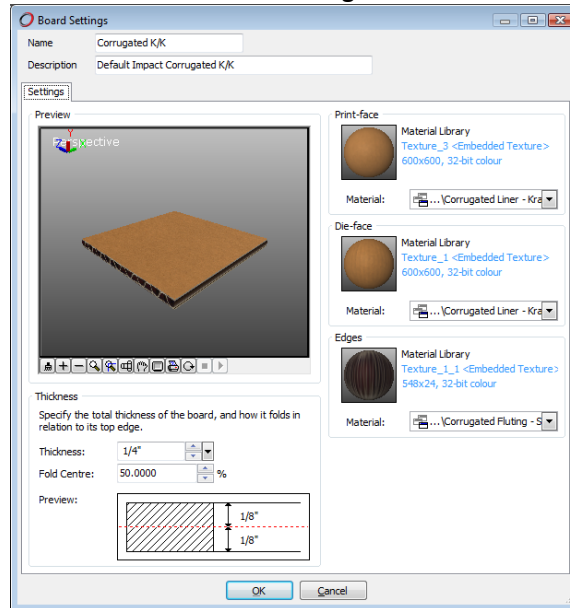 Board Settings
Name Corrugated K/K
Description Default Impact Corrugated K/K
Settings
Preview
Perspective
Y
Z
Print-face
Material Library
Texture_3 <Embedded Texture>
600x600, 32-bit colour
Material: ...\Corrugated Liner - Kra
Die-face
Material Library
Texture_1 <Embedded Texture>
600x600, 32-bit colour
Material: ...\Corrugated Liner - Kra
Edges
Material Library
Texture_1_1 <Embedded Texture>
548x24, 32-bit colour
Material: ...\Corrugated Fluting - S
Thickness
Specify the total thickness of the board, and how it folds in
relation to its top edge.
Thickness: 1/4"
Fold Centre: 50.0000 %
Preview:
1/8"
1/8"
OK Cancel